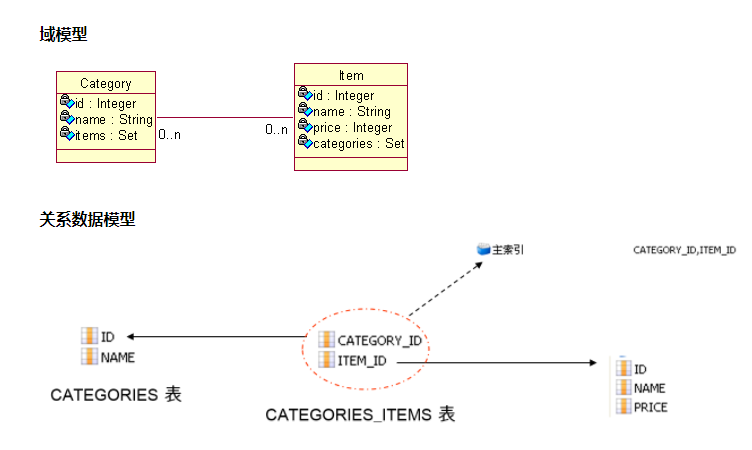 域模型
Category
id : Integer
name : String
items : Set
0..n
0..n
Item
id : Integer
name : String
price : Integer
categories : Set
关系数据模型
主索引
CATEGORY_ID,ITEM_ID
ID
NAME
CATEGORIES 表
CATEGORY_ID
ITEM_ID
CATEGORIES_ITEMS 表
ID
NAME
PRICE